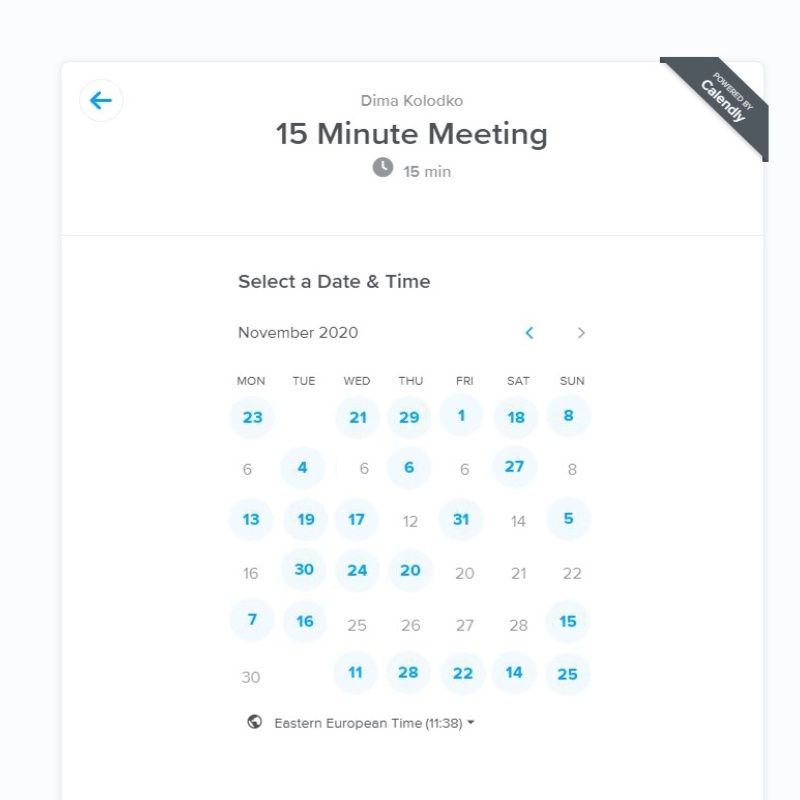 POWERED BY
Calendly
Dima Kolodko
15 Minute Meeting
15 min
Select a Date & Time
November 2020
MON TUE WED THU FRI SAT SUN
23 21 29 1 18 8
6 4 6 6 6 27 8
13 19 17 12 31 14 5
16 30 24 20 20 21 22
7 16 25 26 27 28 15
30 11 28 22 14 25
Eastern European Time (11:38)